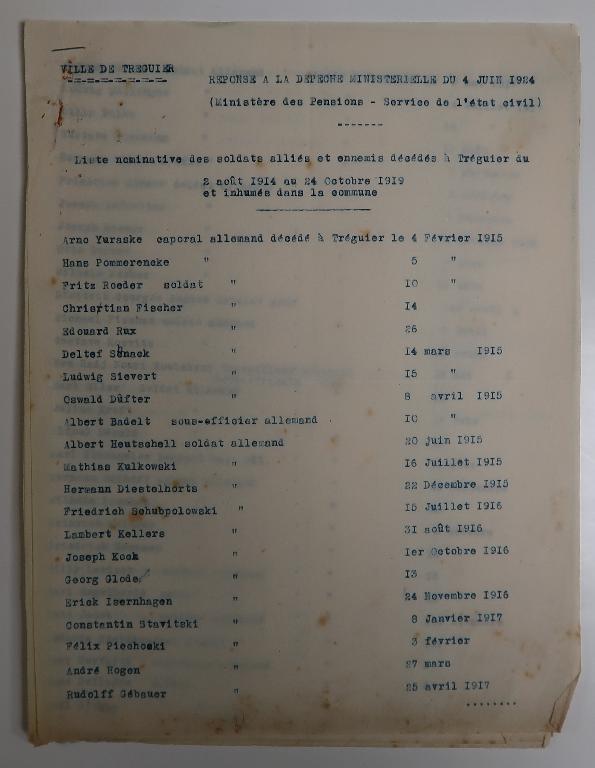 VILLE DE TREGUIER
-=-=-=-=-=-=-=-
REPONSE A LA DEPECHE MINISTERIELLE DU 4 JUIN 1924
(Ministère des Pensions - Service de l'état civil)
-------
Liste nominative des soldats alliés et ennemis décédés à Tréguier du
2 août 1914 au 24 Octobre 1919
et inhumés dans la commune
Arno Yuraske caporal allemand décédé à Tréguier le 4 Février 1915
Hans Pommerencke " " 5 "
Fritz Roeder soldat " 10 "
Christian Fischer " 14
Edouard Rux " 26
Deltef Shnack " 14 mars 1915
Ludwig Sievert " 15 "
Oswald Düfter " 8 avril 1915
Albert Badelt sous-officier allemand 10 "
Albert Heutschell soldat allemand 20 juin 1915
Mathias Kulkowski " 16 Juillet 1915
Hermann Diestelhorts " 22 Décembre 1915
Friedrich Schubpolowski " 15 Juillet 1916
Lambert Kellers " 31 août 1916
Joseph Kock " 1er Octobre 1916
Georg Glode " 13
Erick Isernhagen " 24 Novembre 1916
Constantin Stavitski " 8 Janvier 1917
Félix Piechocki " 3 février
André Rogen " 27 mars
Rudolff Gébauer " 25 avril 1917
........